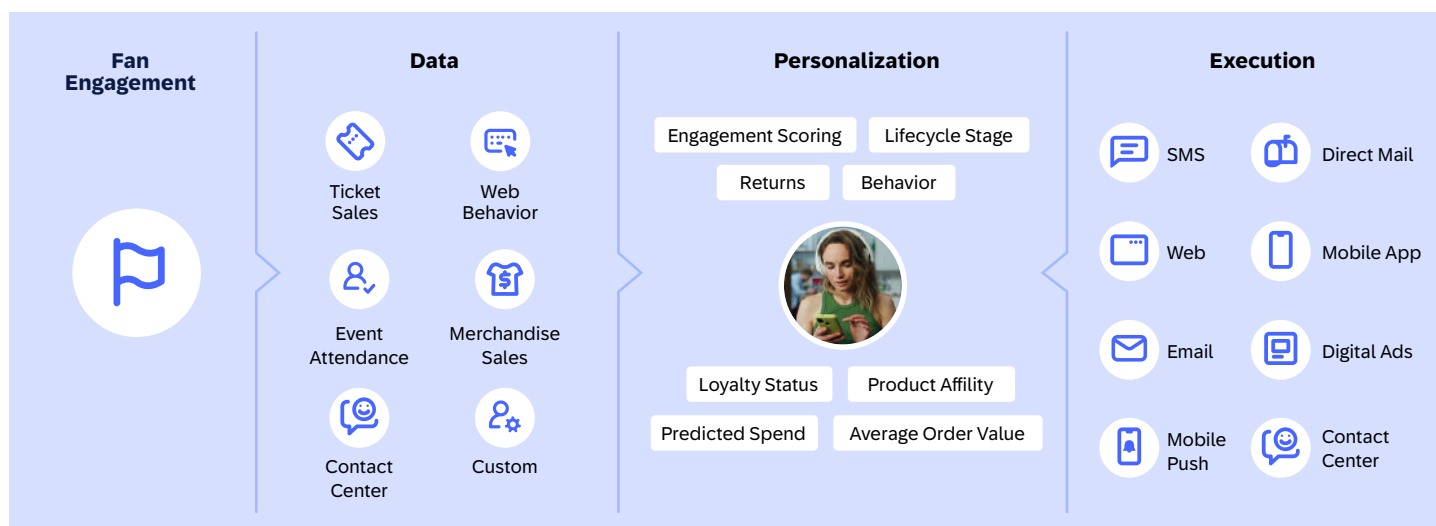 Fan
Engagement
Data
Ticket
Sales
Web
Behavior
Event
Attendance
Merchandise
Sales
Contact
Center
Custom
Personalization
Engagement Scoring
Lifecycle Stage
Returns
Behavior
Loyalty Status
Product Affility
Predicted Spend
Average Order Value
Execution
SMS
Direct Mail
Web
Mobile App
Email
Digital Ads
Mobile
Push
Contact
Center